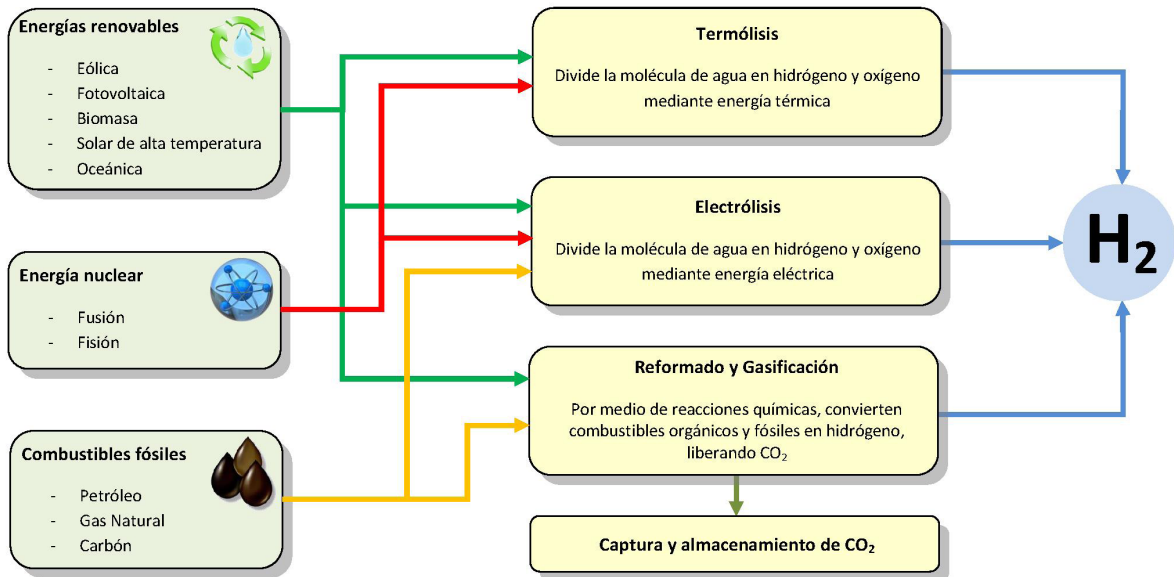 Energías renovables
- Eólica
- Fotovoltaica
- Biomasa
- Solar de alta temperatura
- Oceánica
Energía nuclear
- Fusión
- Fisión
Combustibles fósiles
- Petróleo
- Gas Natural
- Carbón
Termólisis
Divide la molécula de agua en hidrógeno y oxígeno
mediante energía térmica
Electrólisis
Divide la molécula de agua en hidrógeno y oxígeno
mediante energía eléctrica
Reformado y Gasificación
Por medio de reacciones químicas, convierten
combustibles orgánicos y fósiles en hidrógeno,
liberando CO₂
Captura y almacenamiento de CO₂
H₂